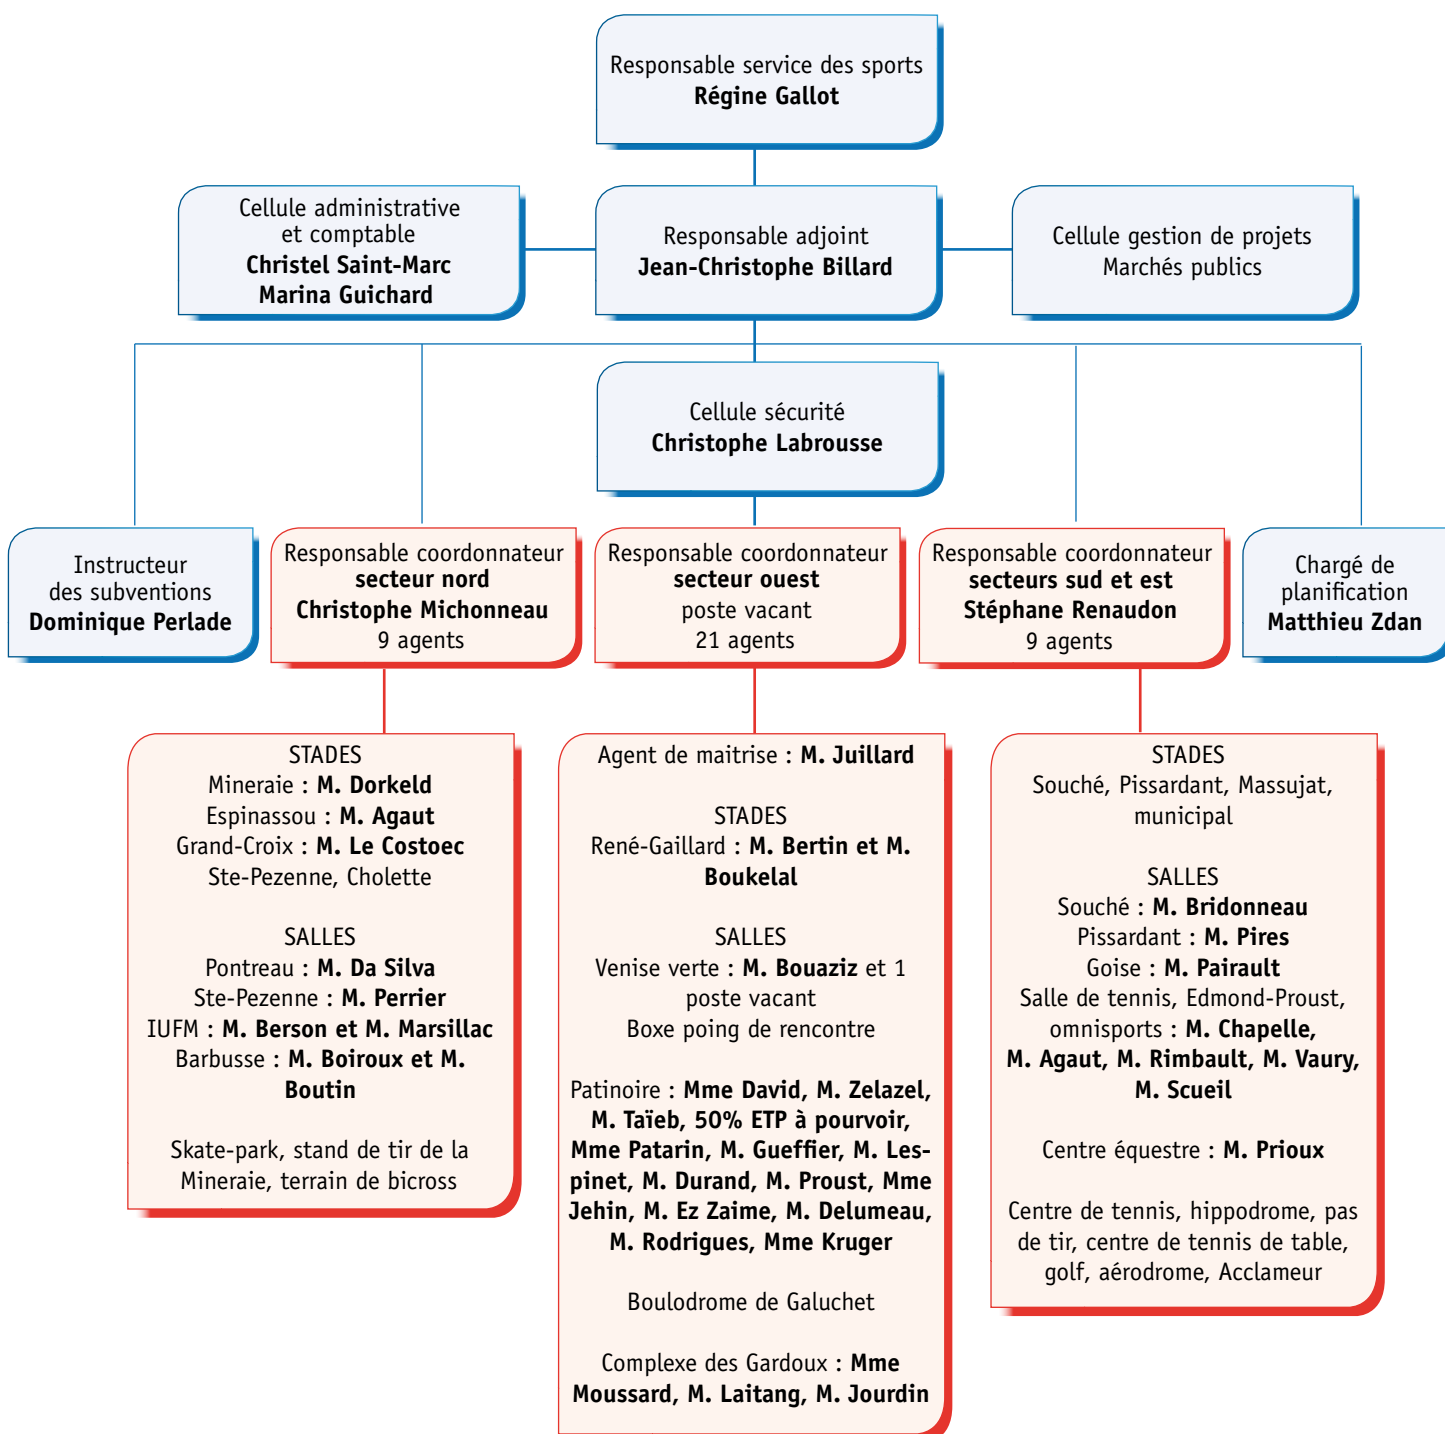 Responsable service des sports
Régine Gallot
Cellule administrative
et comptable
Christel Saint-Marc
Marina Guichard
Responsable adjoint
Jean-Christophe Billard
Cellule gestion de projets
Marchés publics
Cellule sécurité
Christophe Labrousse
Instructeur
des subventions
Dominique Perlade
Responsable coordonnateur
secteur nord
Christophe Michonneau
9 agents
Responsable coordonnateur
secteur ouest
poste vacant
21 agents
Responsable coordonnateur
secteurs sud et est
Stéphane Renaudon
9 agents
Chargé de
planification
Matthieu Zdan
STADES
Mineraie : M. Dorkeld
Espinassou : M. Agaut
Grand-Croix : M. Le Costoec
Ste-Pezenne, Cholette
SALLES
Pontreau : M. Da Silva
Ste-Pezenne : M. Perrier
IUFM : M. Berson et M. Marsillac
Barbusse : M. Boiroux et M.
Boutin
Skate-park, stand de tir de la
Mineraie, terrain de bicross
Agent de maitrise : M. Juillard
STADES
René-Gaillard : M. Bertin et M.
Boukelal
SALLES
Venise verte : M. Bouaziz et 1
poste vacant
Boxe poing de rencontre
Patinoire : Mme David, M. Zelazel,
M. Taïeb, 50% ETP à pourvoir,
Mme Patarin, M. Gueffier, M. Les-
pinet, M. Durand, M. Proust, Mme
Jehin, M. Ez Zaime, M. Delumeau,
M. Rodrigues, Mme Kruger
Boulodrome de Galuchet
Complexe des Gardoux : Mme
Moussard, M. Laitang, M. Jourdin
STADES
Souché, Pissardant, Massujat,
municipal
SALLES
Souché : M. Bridonneau
Pissardant : M. Pires
Goise : M. Pairault
Salle de tennis, Edmond-Proust,
omnisports : M. Chapelle,
M. Agaut, M. Rimbault, M. Vaury,
M. Scueil
Centre équestre : M. Prioux
Centre de tennis, hippodrome, pas
de tir, centre de tennis de table,
golf, aérodrome, Acclameur